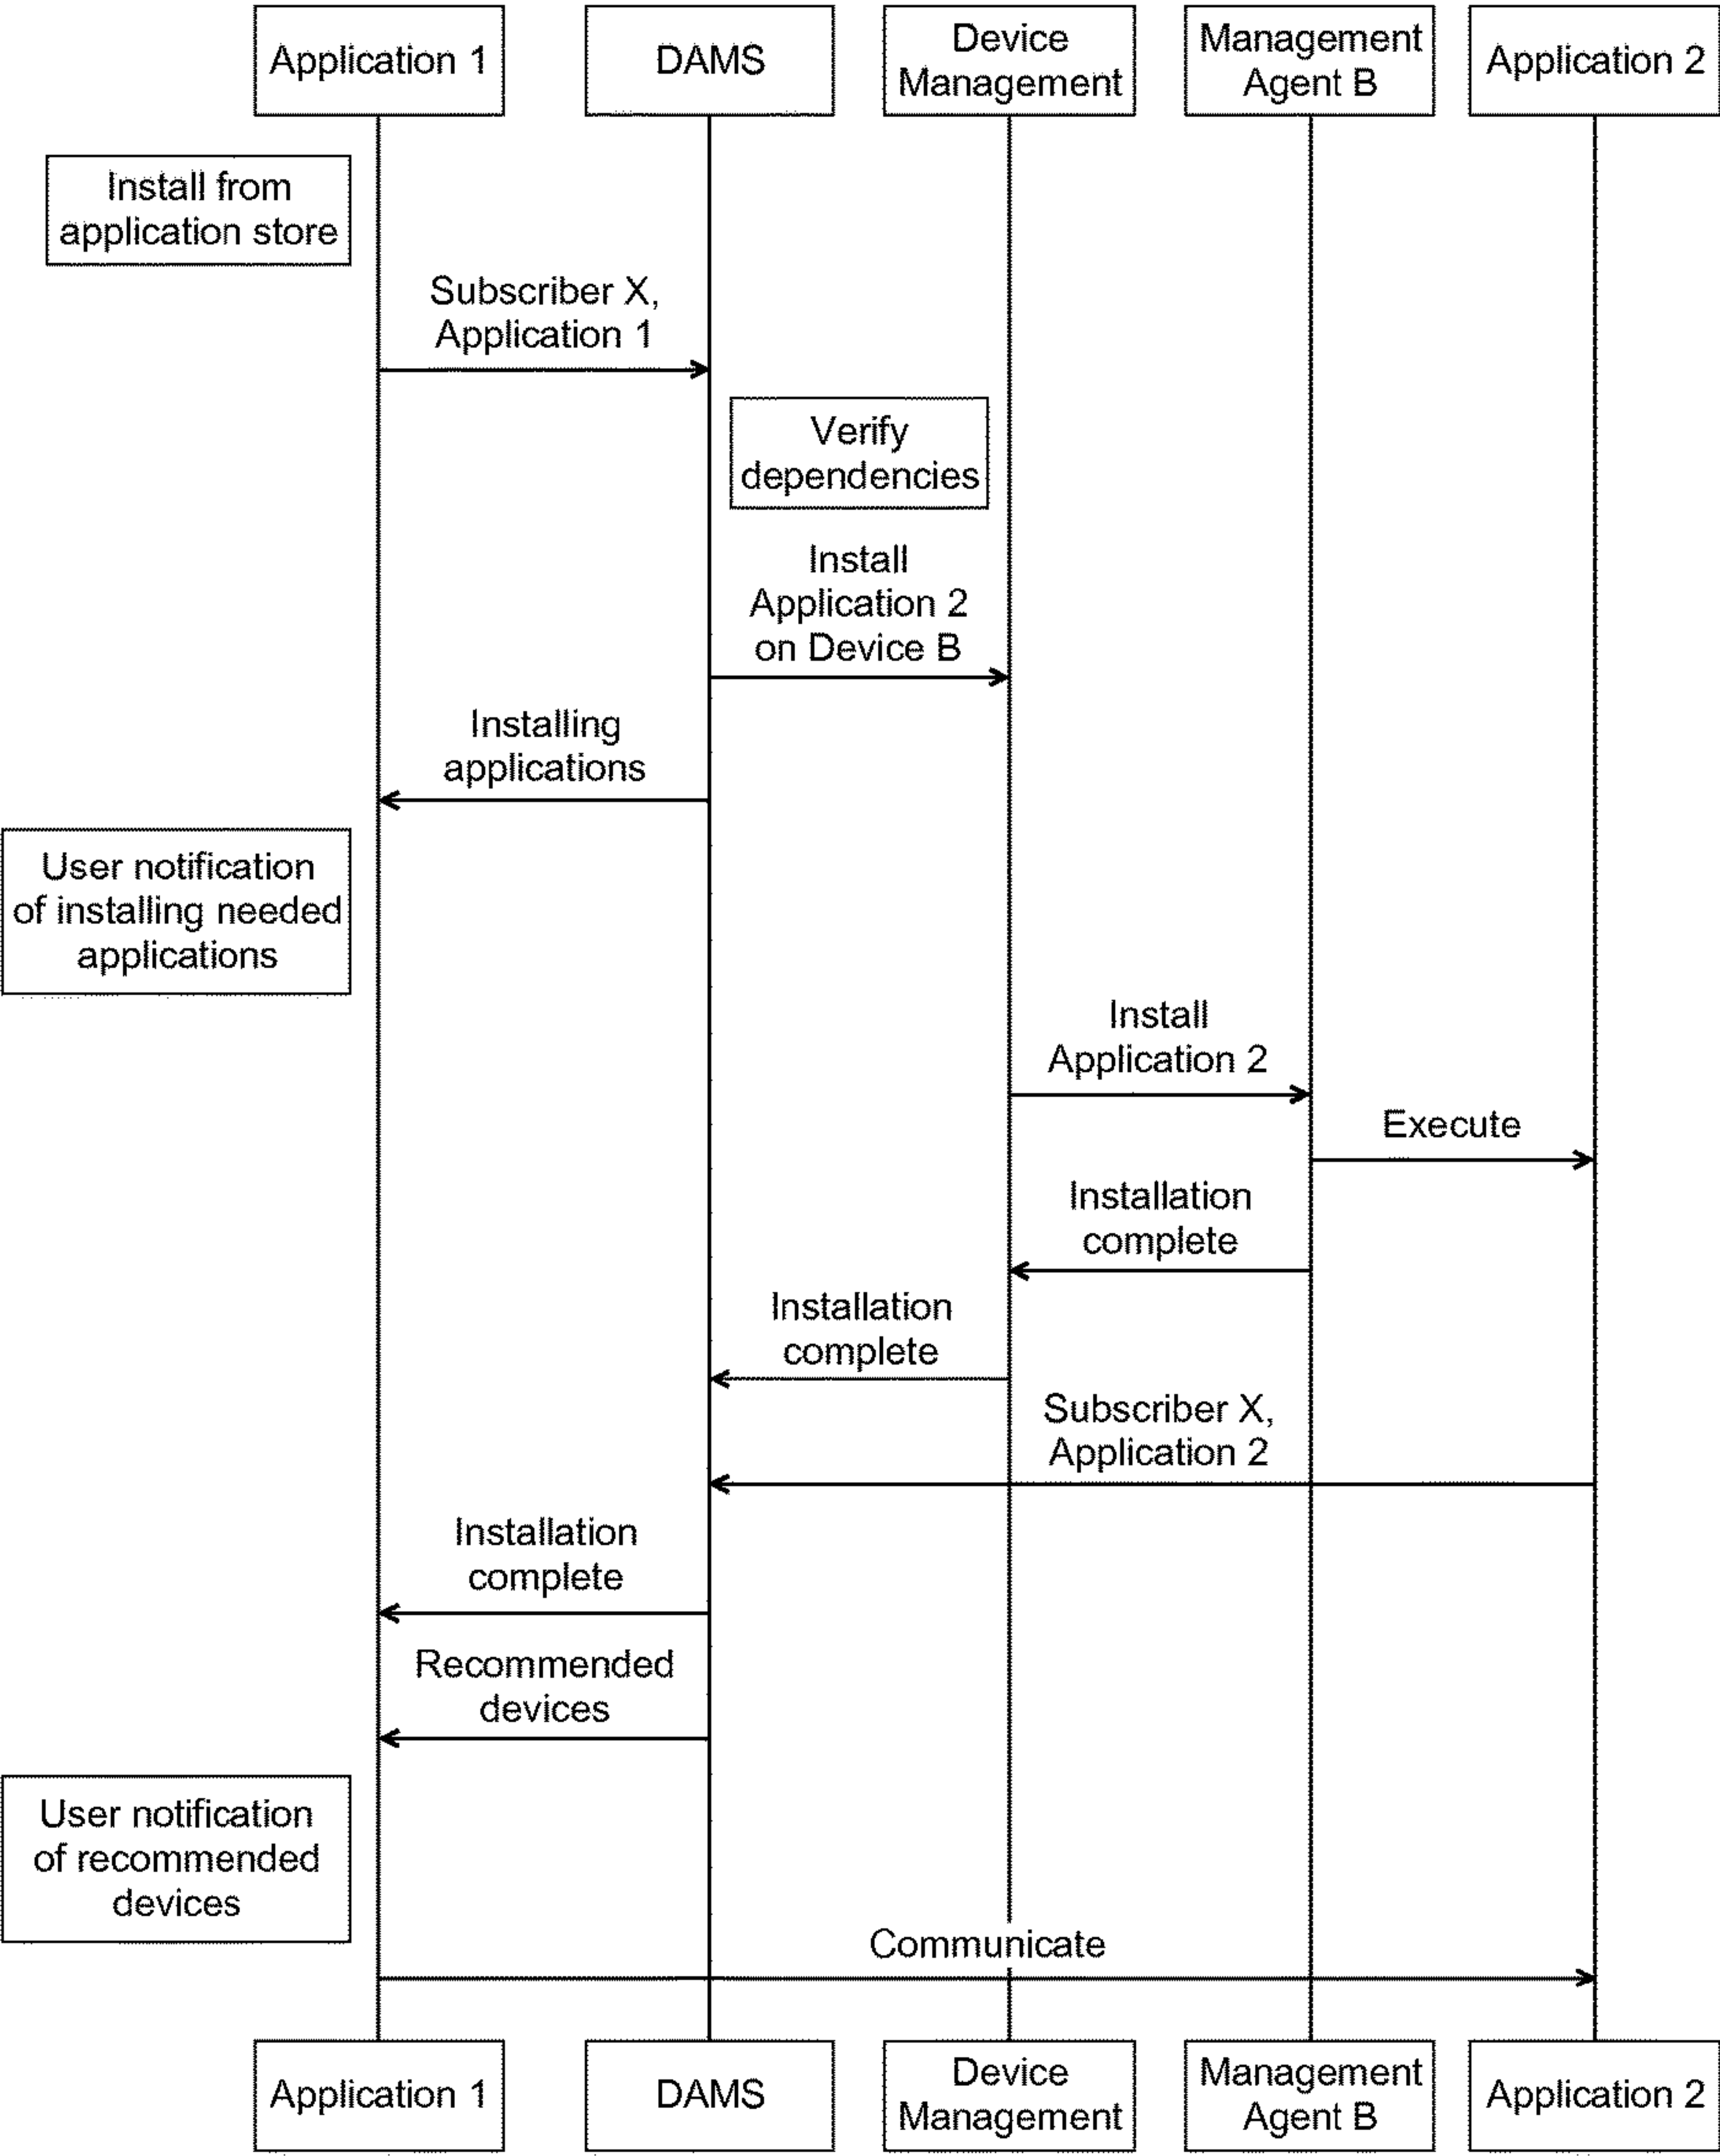 Application 1
DAMS
Device
Management
Management
Agent B
Application 2
Install from
application store
Subscriber X,
Application 1
Verify
dependencies
Install
Application 2
on Device B
Installing
applications
User notification
of installing needed
applications
Install
Application 2
Execute
Installation
complete
Installation
complete
Subscriber X,
Application 2
Installation
complete
Recommended
devices
User notification
of recommended
devices
Communicate
Application 1
DAMS
Device
Management
Management
Agent B
Application 2